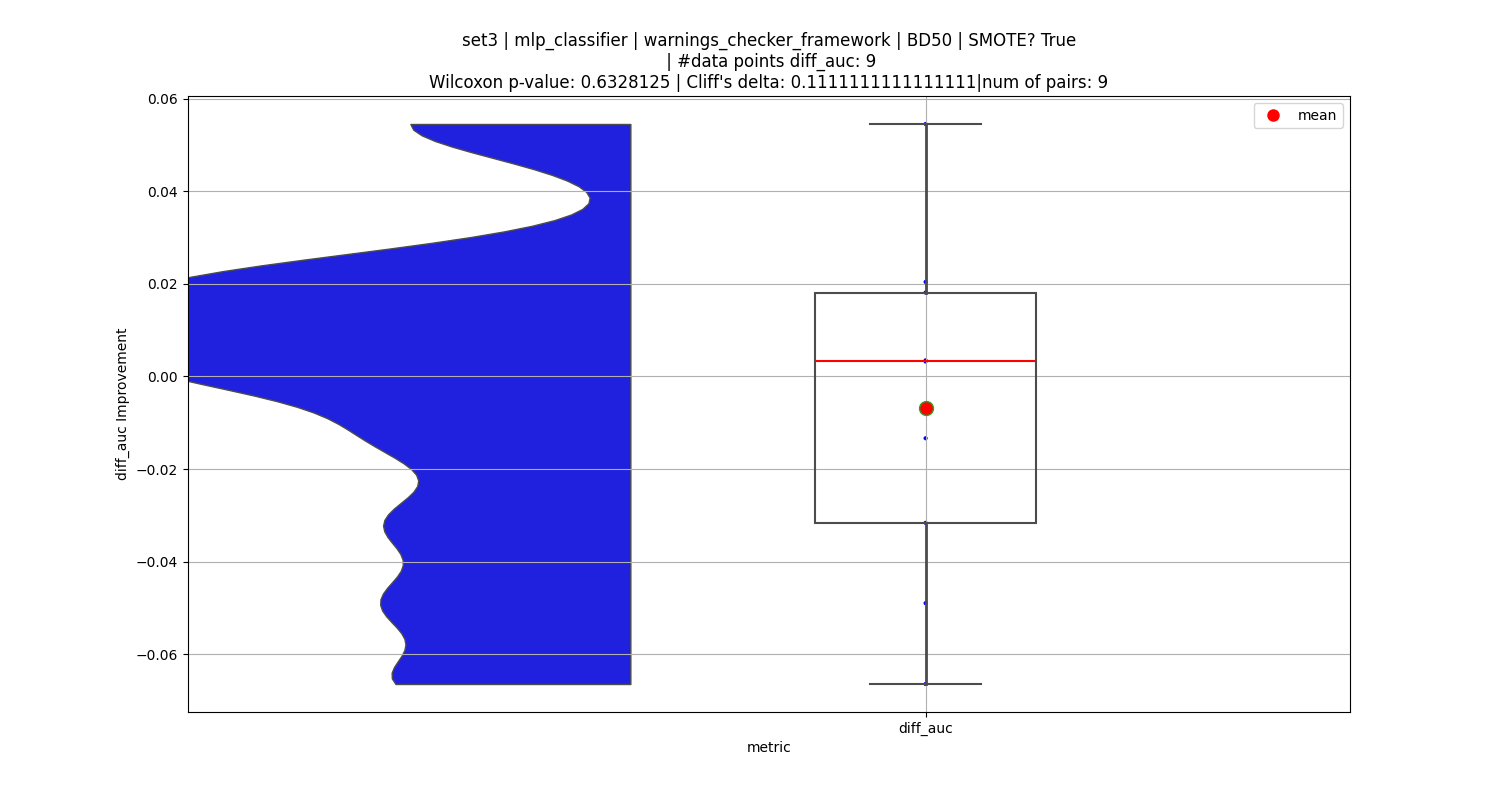 set3 | mlp_classifier | warnings_checker_framework | BD50 | SMOTE? True
| #data points diff_auc: 9
Wilcoxon p-value: 0.6328125 | Cliff's delta: 0.1111111111111111|num of pairs: 9
mean
0.06
0.04
0.02
0.00
−0.02
−0.04
−0.06
diff_auc Improvement
diff_auc
metric